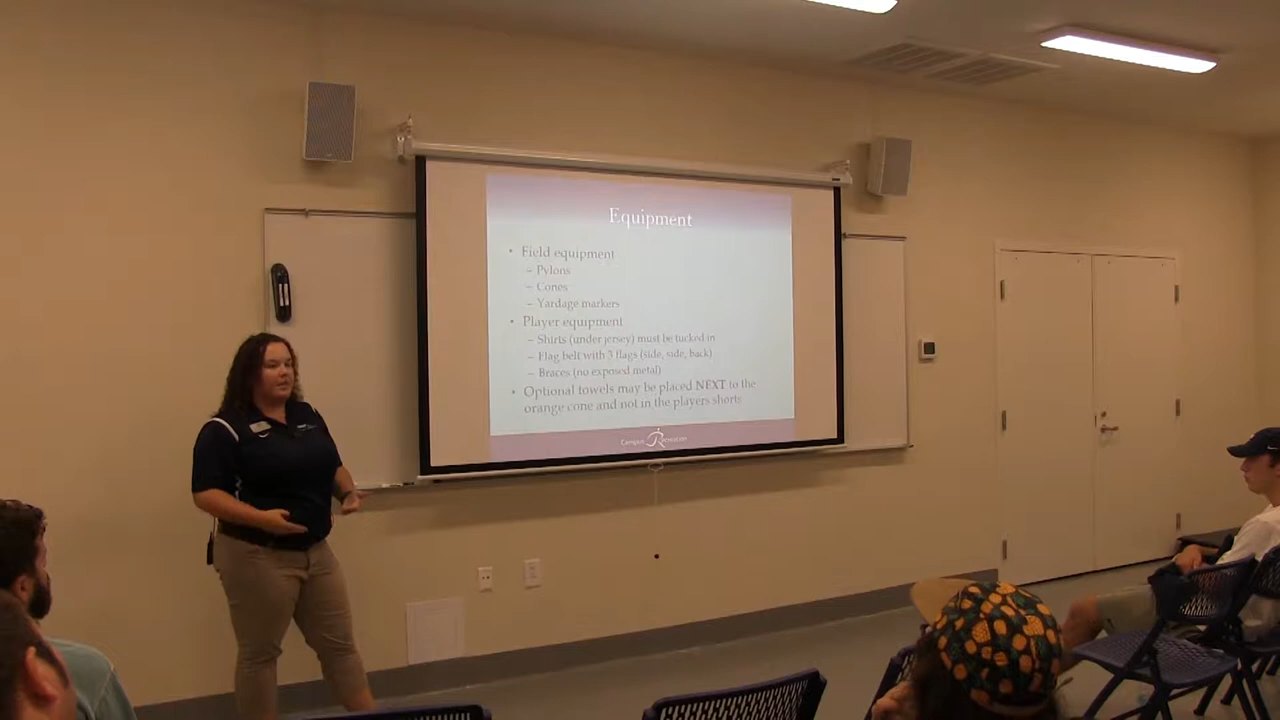 Equipment
• Field equipment
– Pylons
– Cones
– Yardage markers
• Player equipment
– Shirts (under jersey) must be tucked in
– Flag belt with 3 flags (side, side, back)
– Braces (no exposed metal)
• Optional towels may be placed NEXT to the
orange cone and not in the players shorts
Campus Recreation